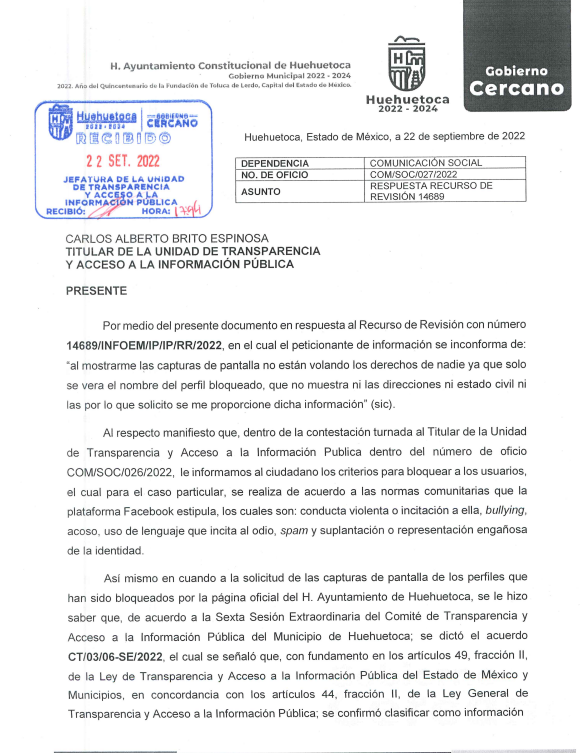 H. Ayuntamiento Constitucional de Huehuetoca
Gobierno Municipal 2022 - 2024
2022. Año del Quincentenario de la Fundación de Toluca de Lerdo, Capital del Estado de México.
Huehuetoca
2022 - 2024
Gobierno
Cercano
Huehuetoca
2022 - 2024
GOBIERNO
CERCANO
RECIBIDO
22 SET. 2022
JEFATURA DE LA UNIDAD
DE TRANSPARENCIA
Y ACCESO A LA
INFORMACIÓN PÚBLICA
RECIBIÓ: HORA:
Huehuetoca, Estado de México, a 22 de septiembre de 2022
DEPENDENCIA COMUNICACIÓN SOCIAL
NO. DE OFICIO COM/SOC/027/2022
ASUNTO RESPUESTA RECURSO DE
REVISIÓN 14689
CARLOS ALBERTO BRITO ESPINOSA
TITULAR DE LA UNIDAD DE TRANSPARENCIA
Y ACCESO A LA INFORMACIÓN PÚBLICA
PRESENTE
Por medio del presente documento en respuesta al Recurso de Revisión con número
14689/INFOEM/IP/IP/RR/2022, en el cual el peticionante de información se inconforma de:
“al mostrarme las capturas de pantalla no están volando los derechos de nadie ya que solo
se vera el nombre del perfil bloqueado, que no muestra ni las direcciones ni estado civil ni
las por lo que solicito se me proporcione dicha información” (sic).
Al respecto manifiesto que, dentro de la contestación turnada al Titular de la Unidad
de Transparencia y Acceso a la Información Publica dentro del número de oficio
COM/SOC/026/2022, le informamos al ciudadano los criterios para bloquear a los usuarios,
el cual para el caso particular, se realiza de acuerdo a las normas comunitarias que la
plataforma Facebook estipula, los cuales son: conducta violenta o incitación a ella, bullying,
acoso, uso de lenguaje que incita al odio, spam y suplantación o representación engañosa
de la identidad.
Así mismo en cuando a la solicitud de las capturas de pantalla de los perfiles que
han sido bloqueados por la página oficial del H. Ayuntamiento de Huehuetoca, se le hizo
saber que, de acuerdo a la Sexta Sesión Extraordinaria del Comité de Transparencia y
Acceso a la Información Pública del Municipio de Huehuetoca; se dictó el acuerdo
CT/03/06-SE/2022, el cual se señaló que, con fundamento en los artículos 49, fracción II,
de la Ley de Transparencia y Acceso a la Información Pública del Estado de México y
Municipios, en concordancia con los artículos 44, fracción II, de la Ley General de
Transparencia y Acceso a la Información Pública; se confirmó clasificar como información